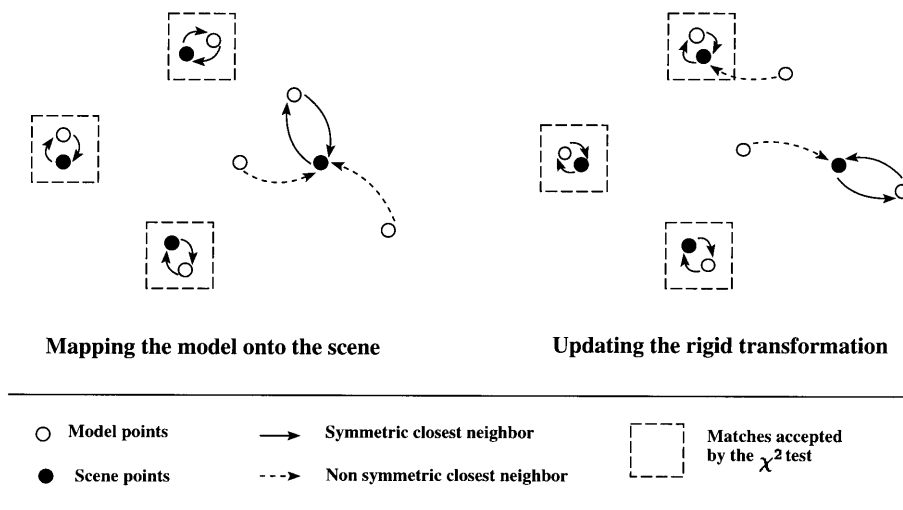 Mapping the model onto the scene
Updating the rigid transformation
Model points
Symmetric closest neighbor
Matches accepted
by the χ² test
Scene points
Non symmetric closest neighbor